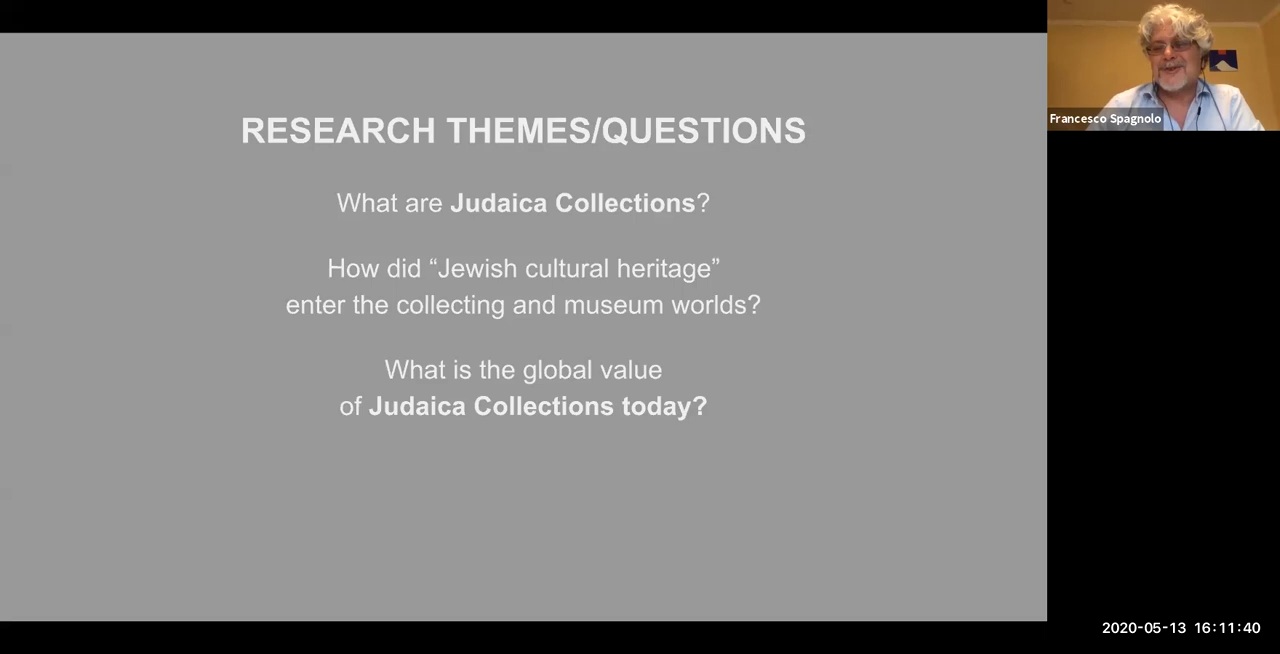 RESEARCH THEMES/QUESTIONS
What are Judaica Collections?
How did “Jewish cultural heritage”
enter the collecting and museum worlds?
What is the global value
of Judaica Collections today?
Francesco Spagnolo
2020-05-13 16:11:40